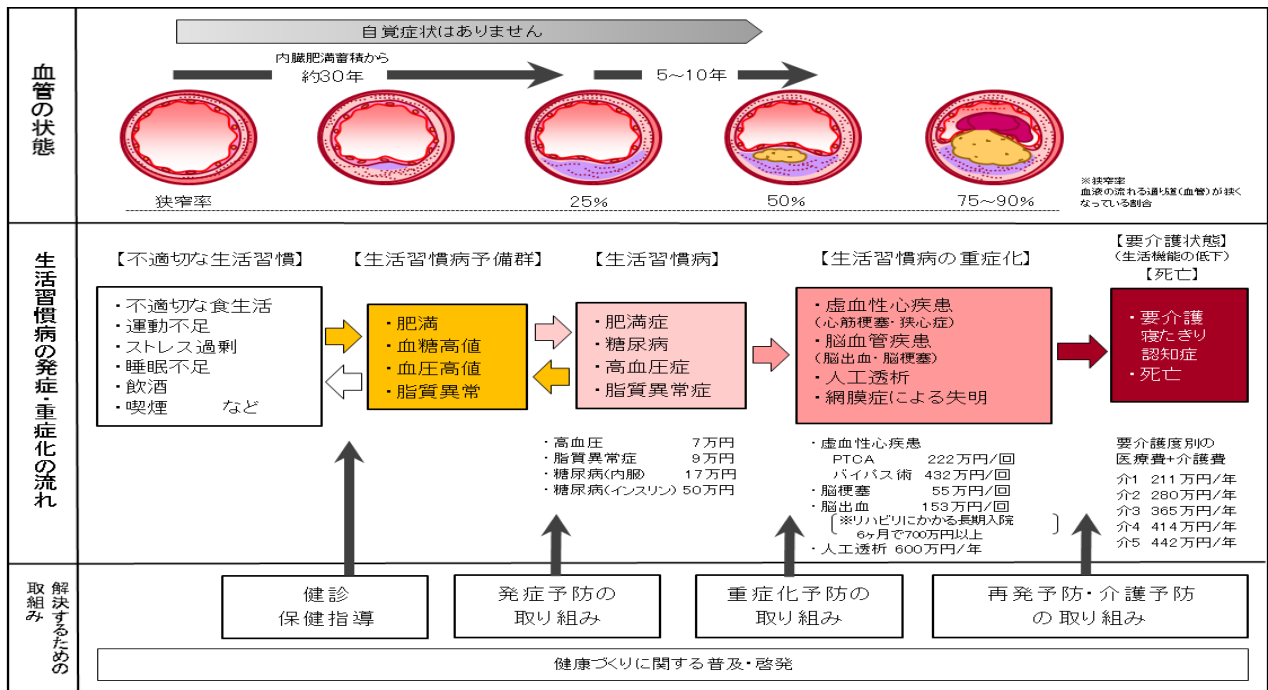 血管の状態
自覚症状はありません
内臓肥満蓄積から
約30年
5~10年
狭窄率
25%
50%
75~90%
※狭窄率
血液の流れる通り道(血管)が狭く
なっている割合
生活習慣病の発症・重症化の流れ
【不適切な生活習慣】
・不適切な食生活
・運動不足
・ストレス過剰
・睡眠不足
・飲酒
・喫煙 など
【生活習慣病予備群】
・肥満
・血糖高値
・血圧高値
・脂質異常
【生活習慣病】
・肥満症
・糖尿病
・高血圧症
・脂質異常症
【生活習慣病の重症化】
・虚血性心疾患
(心筋梗塞・狭心症)
・脳血管疾患
(脳出血・脳梗塞)
・人工透析
・網膜症による失明
【要介護状態】
(生活機能の低下)
【死亡】
・要介護
寝たきり
認知症
・死亡
・高血圧 7万円
・脂質異常症 9万円
・糖尿病(内服) 17万円
・糖尿病(インスリン) 50万円
・虚血性心疾患
PTCA 222万円/回
バイパス術 432万円/回
・脳梗塞 55万円/回
・脳出血 153万円/回
※リハビリにかかる長期入院
6ヶ月で700万円以上
・人工透析 600万円/年
要介護度別の
医療費+介護費
介1 211万円/年
介2 280万円/年
介3 365万円/年
介4 414万円/年
介5 442万円/年
解決するための
取組み
健診
保健指導
発症予防の
取り組み
重症化予防の
取り組み
再発予防・介護予防
の取り組み
健康づくりに関する普及・啓発